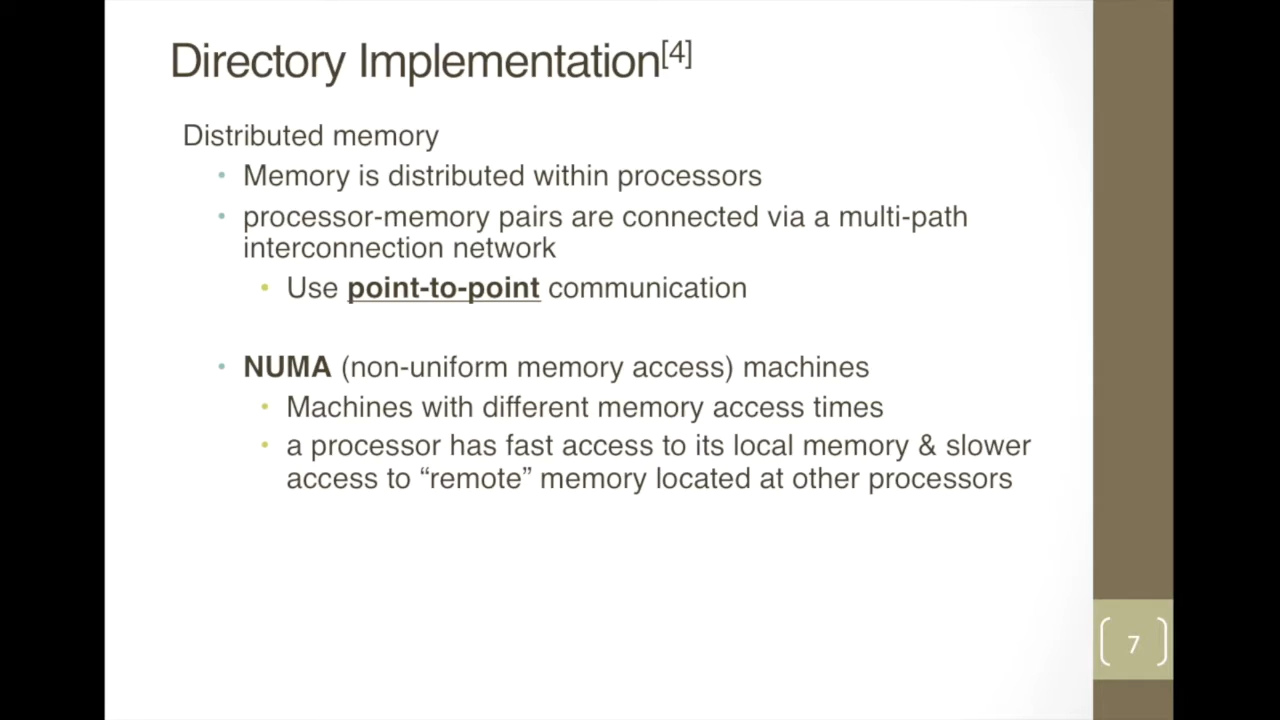 Directory Implementation[4]
Distributed memory
• Memory is distributed within processors
• processor-memory pairs are connected via a multi-path
interconnection network
• Use point-to-point communication
• NUMA (non-uniform memory access) machines
• Machines with different memory access times
• a processor has fast access to its local memory & slower
access to “remote” memory located at other processors
7